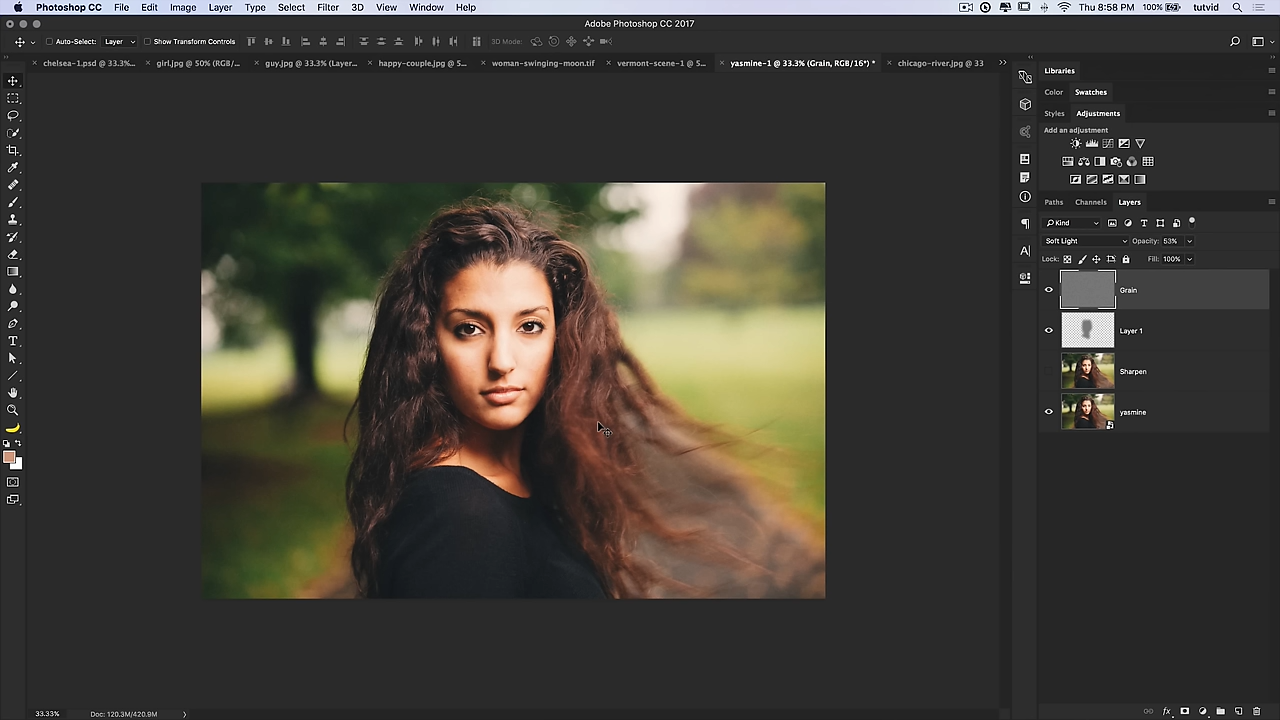 Photoshop CC File Edit Image Layer Type Select Filter 3D View Window Help Thu 8:58 PM 100% tutvid
Adobe Photoshop CC 2017
Auto-Select: Layer Show Transform Controls 3D Mode:
chelsea-1.psd @ 33.3%... girl.jpg @ 50% (RGB/... guy.jpg @ 33.3% (Layer... happy-couple.jpg @ 5... woman-swinging-moon.tif vermont-scene-1 @ 5... yasmine-1 @ 33.3% (Grain, RGB/16*) * chicago-river.jpg @ 33
Libraries
Color Swatches
Styles Adjustments
Add an adjustment
Paths Channels Layers
Kind
Soft Light Opacity: 53%
Lock: Fill: 100%
Grain
Layer 1
Sharpen
yasmine
33.33% Doc: 120.3M/420.9M
fx